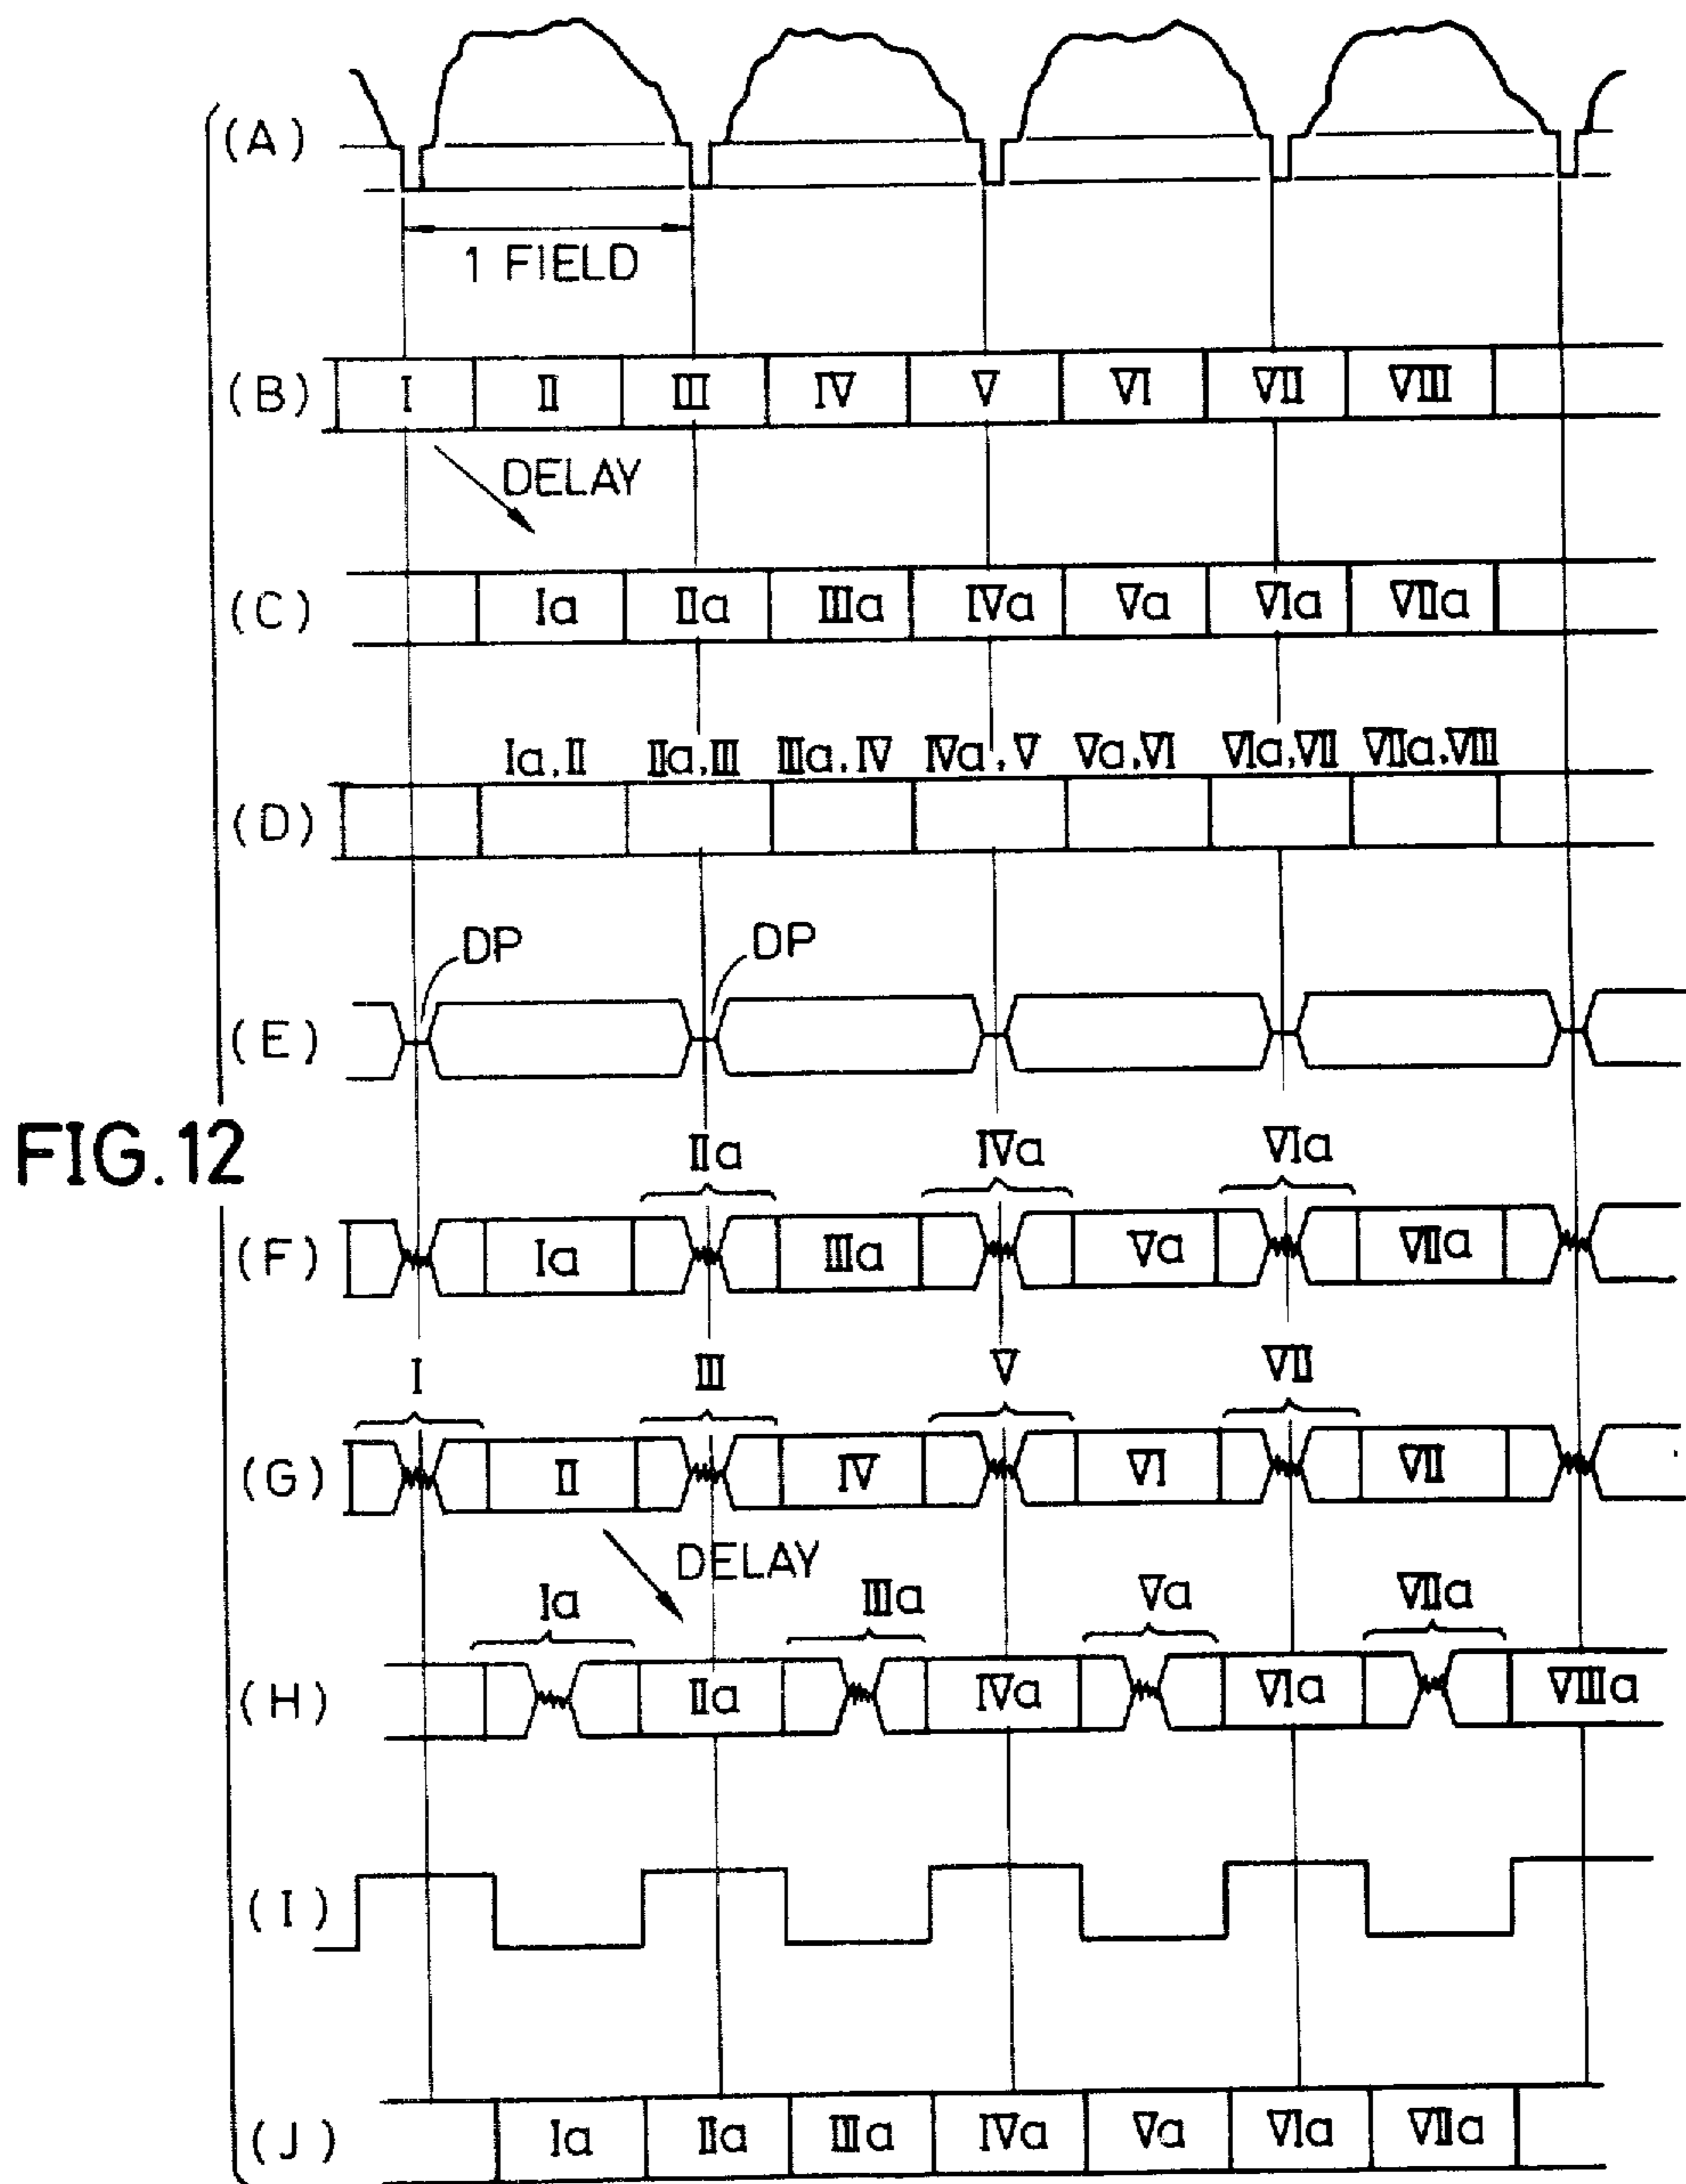 (A)
1 FIELD
(B) I II III IV V VI VII VIII
DELAY
(C) Ia IIa IIIa IVa Va VIa VIIa
Ia,II IIa,III IIIa,IV IVa,V Va,VI VIa,VII VIIa,VIII
(D)
DP DP
(E)
FIG.12
IIa IVa VIa
(F) Ia IIIa Va VIIa
I III V VII
(G) II IV VI VII
DELAY
Ia IIIa Va VIIa
(H) IIa IVa VIa VIIIa
(I)
(J) Ia IIa IIIa IVa Va VIa VIIa